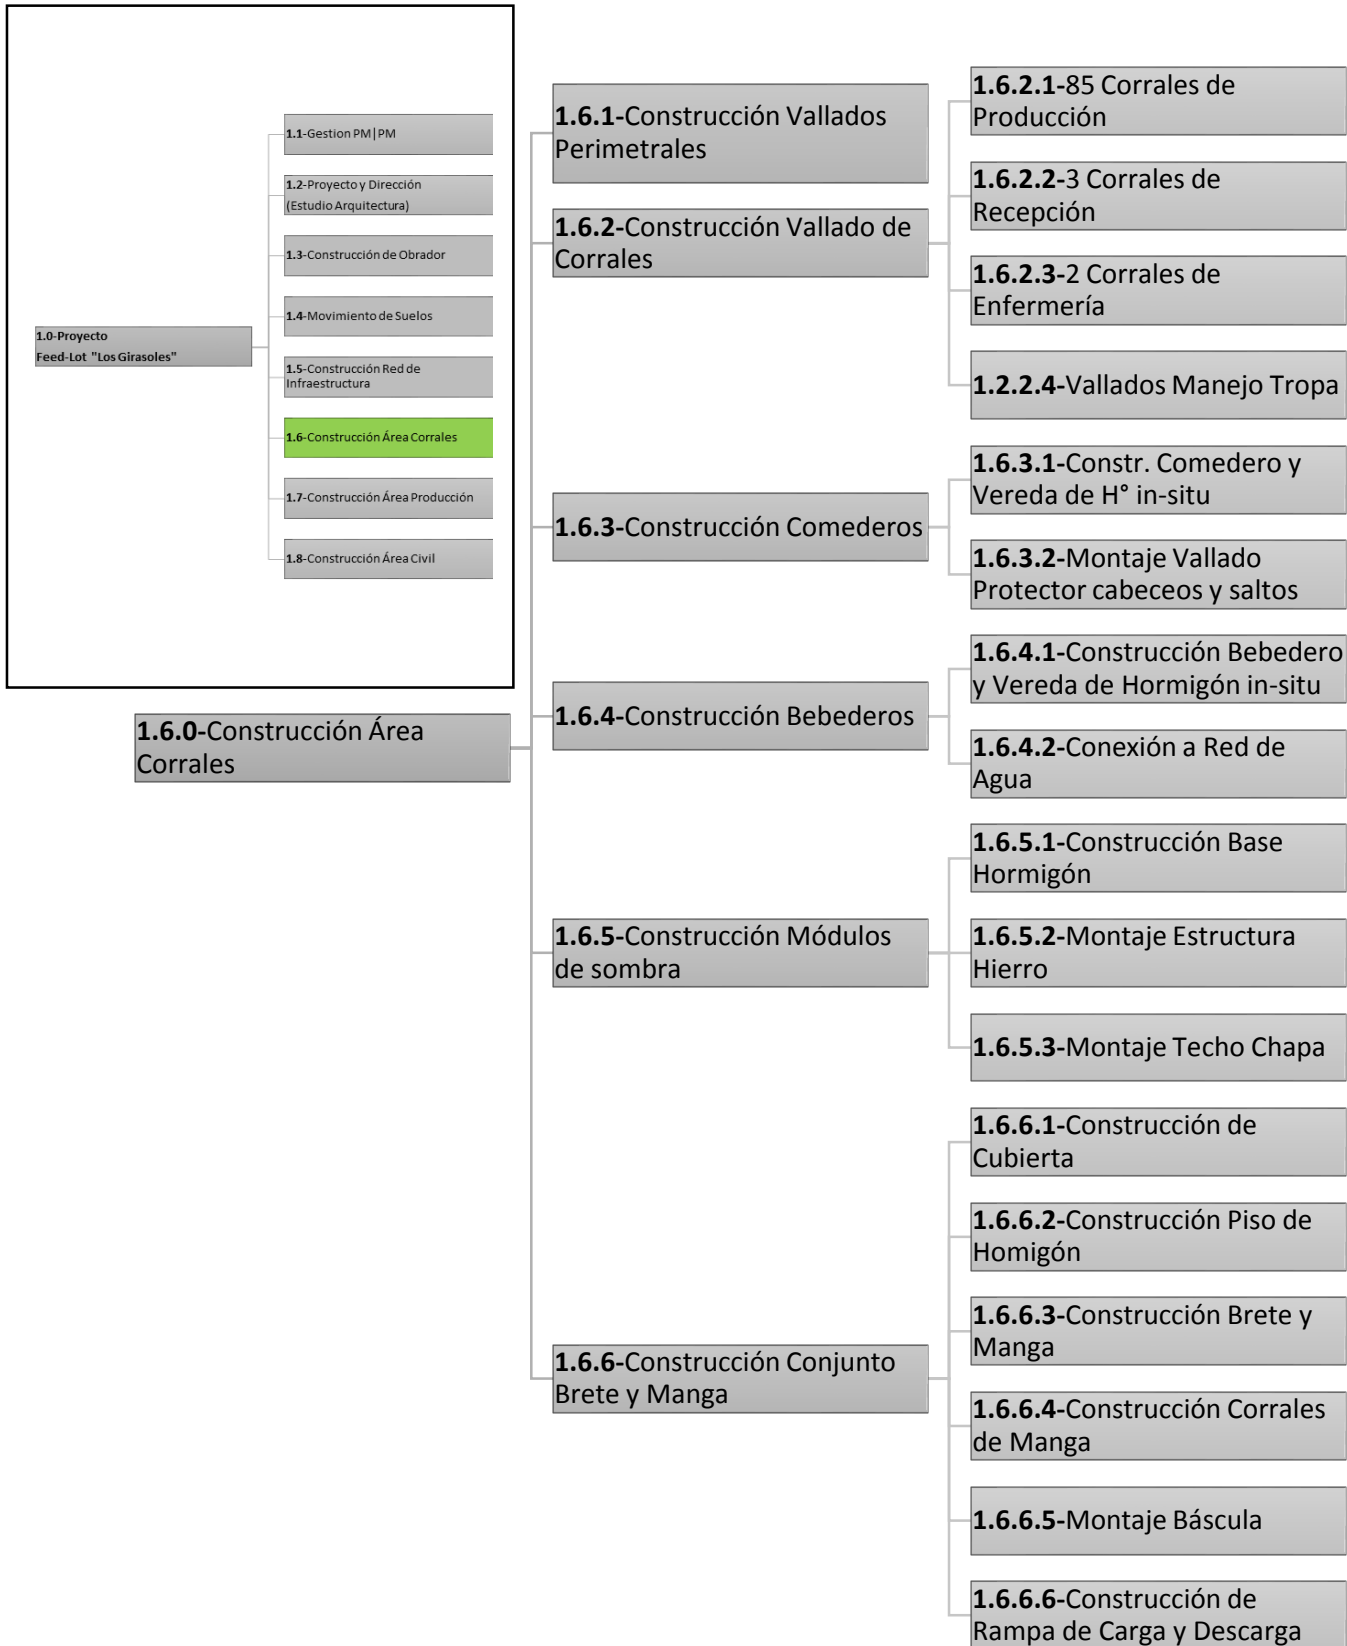 1.0-Proyecto
Feed-Lot "Los Girasoles"
1.1-Gestion PM|PM
1.2-Proyecto y Dirección
(Estudio Arquitectura)
1.3-Construcción de Obrador
1.4-Movimiento de Suelos
1.5-Construcción Red de
Infraestructura
1.6-Construcción Área Corrales
1.7-Construcción Área Producción
1.8-Construcción Área Civil
1.6.0-Construcción Área
Corrales
1.6.1-Construcción Vallados
Perimetrales
1.6.2-Construcción Vallado de
Corrales
1.6.2.1-85 Corrales de
Producción
1.6.2.2-3 Corrales de
Recepción
1.6.2.3-2 Corrales de
Enfermería
1.2.2.4-Vallados Manejo Tropa
1.6.3-Construcción Comederos
1.6.3.1-Constr. Comedero y
Vereda de H° in-situ
1.6.3.2-Montaje Vallado
Protector cabeceos y saltos
1.6.4-Construcción Bebederos
1.6.4.1-Construcción Bebedero
y Vereda de Hormigón in-situ
1.6.4.2-Conexión a Red de
Agua
1.6.5-Construcción Módulos
de sombra
1.6.5.1-Construcción Base
Hormigón
1.6.5.2-Montaje Estructura
Hierro
1.6.5.3-Montaje Techo Chapa
1.6.6-Construcción Conjunto
Brete y Manga
1.6.6.1-Construcción de
Cubierta
1.6.6.2-Construcción Piso de
Homigón
1.6.6.3-Construcción Brete y
Manga
1.6.6.4-Construcción Corrales
de Manga
1.6.6.5-Montaje Báscula
1.6.6.6-Construcción de
Rampa de Carga y Descarga